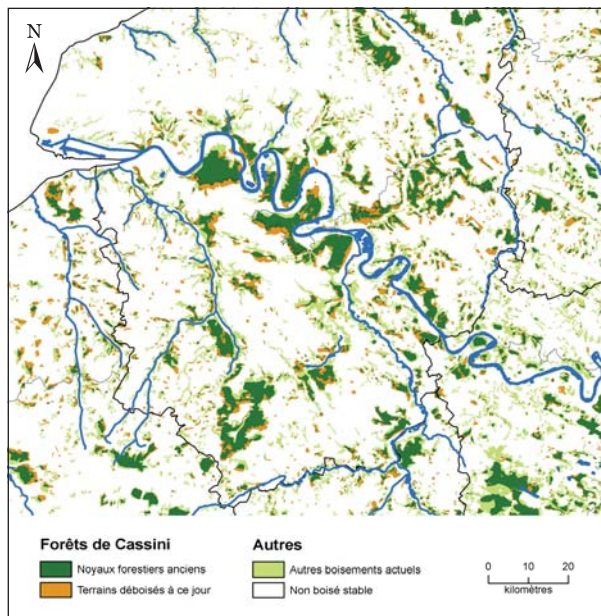 N
Forêts de Cassini
Noyaux forestiers anciens
Terrains déboisés à ce jour
Autres
Autres boisements actuels
Non boisé stable
0 10 20
kilomètres